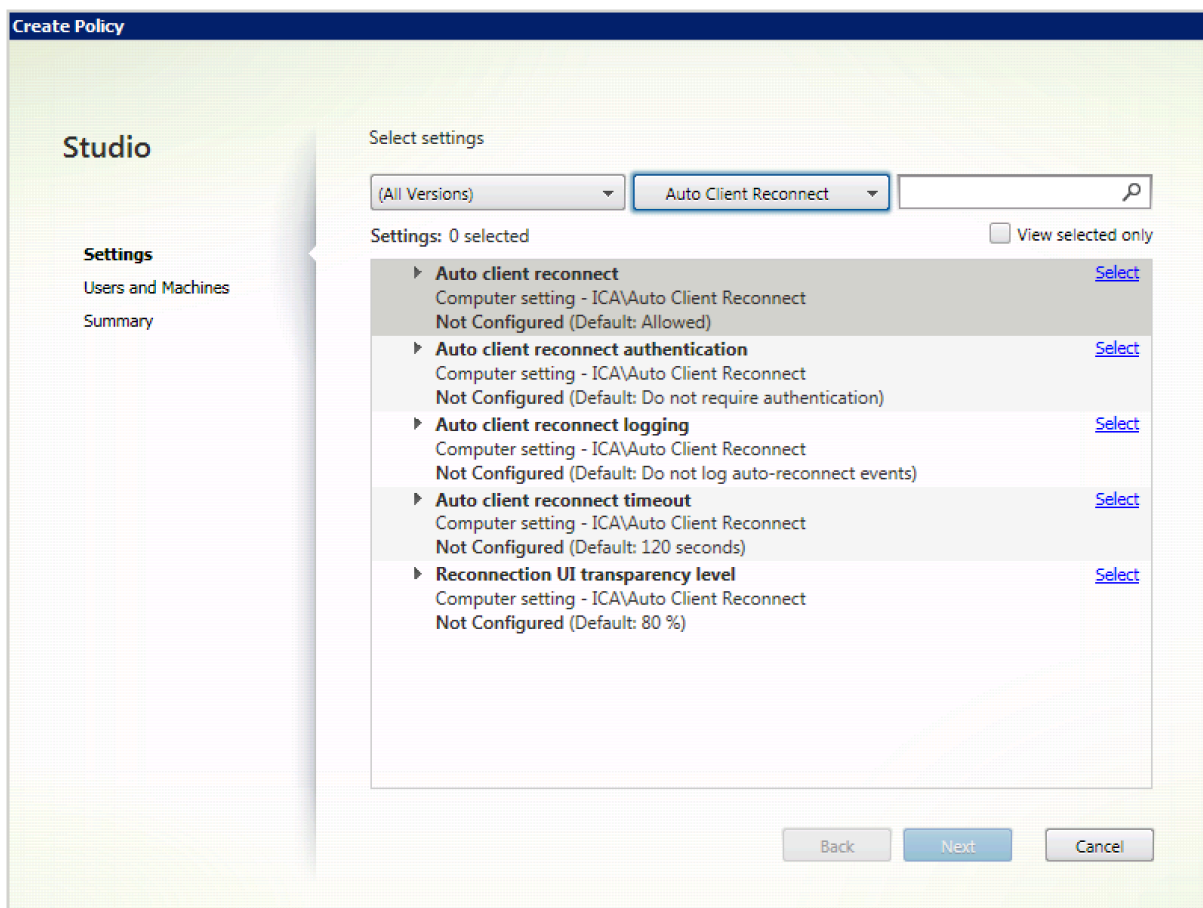 Create Policy
Studio
Settings
Users and Machines
Summary
Select settings
(All Versions)
Auto Client Reconnect
Settings: 0 selected
View selected only
Auto client reconnect
Select
Computer setting - ICA\Auto Client Reconnect
Not Configured (Default: Allowed)
Auto client reconnect authentication
Select
Computer setting - ICA\Auto Client Reconnect
Not Configured (Default: Do not require authentication)
Auto client reconnect logging
Select
Computer setting - ICA\Auto Client Reconnect
Not Configured (Default: Do not log auto-reconnect events)
Auto client reconnect timeout
Select
Computer setting - ICA\Auto Client Reconnect
Not Configured (Default: 120 seconds)
Reconnection UI transparency level
Select
Computer setting - ICA\Auto Client Reconnect
Not Configured (Default: 80 %)
Back
Next
Cancel